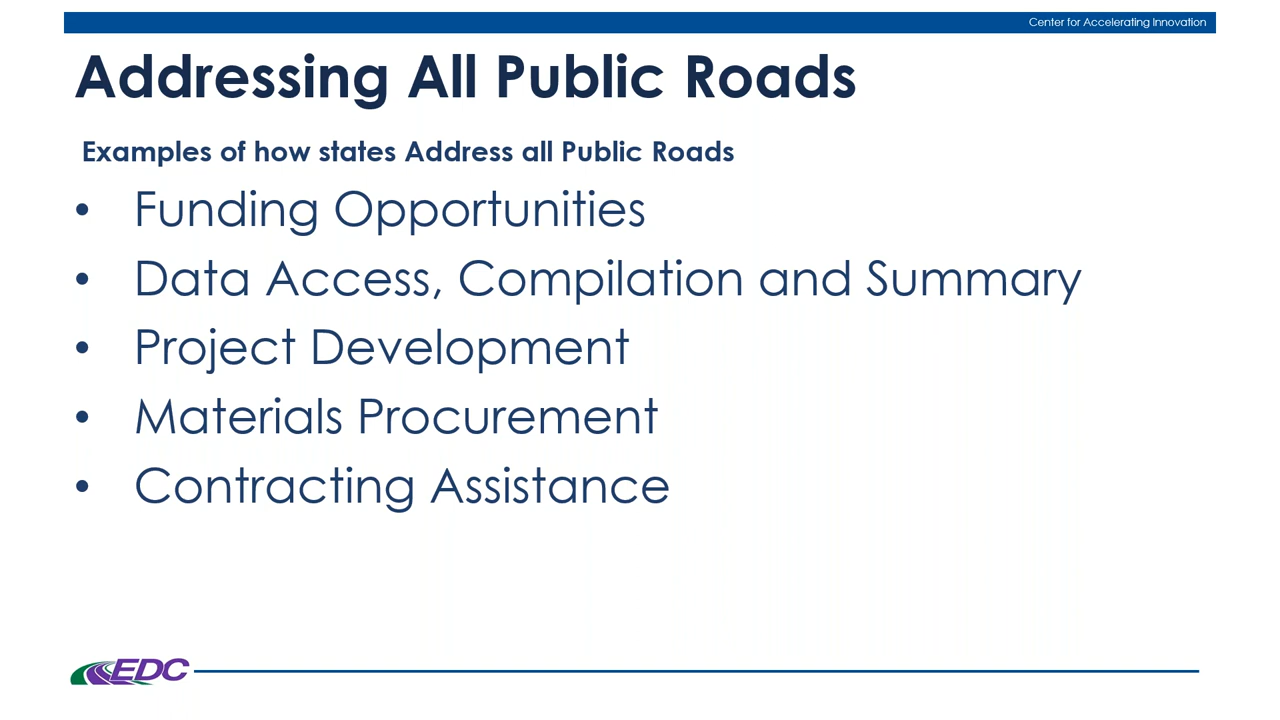 Center for Accelerating Innovation
Addressing All Public Roads
Examples of how states Address all Public Roads
• Funding Opportunities
• Data Access, Compilation and Summary
• Project Development
• Materials Procurement
• Contracting Assistance
EDC